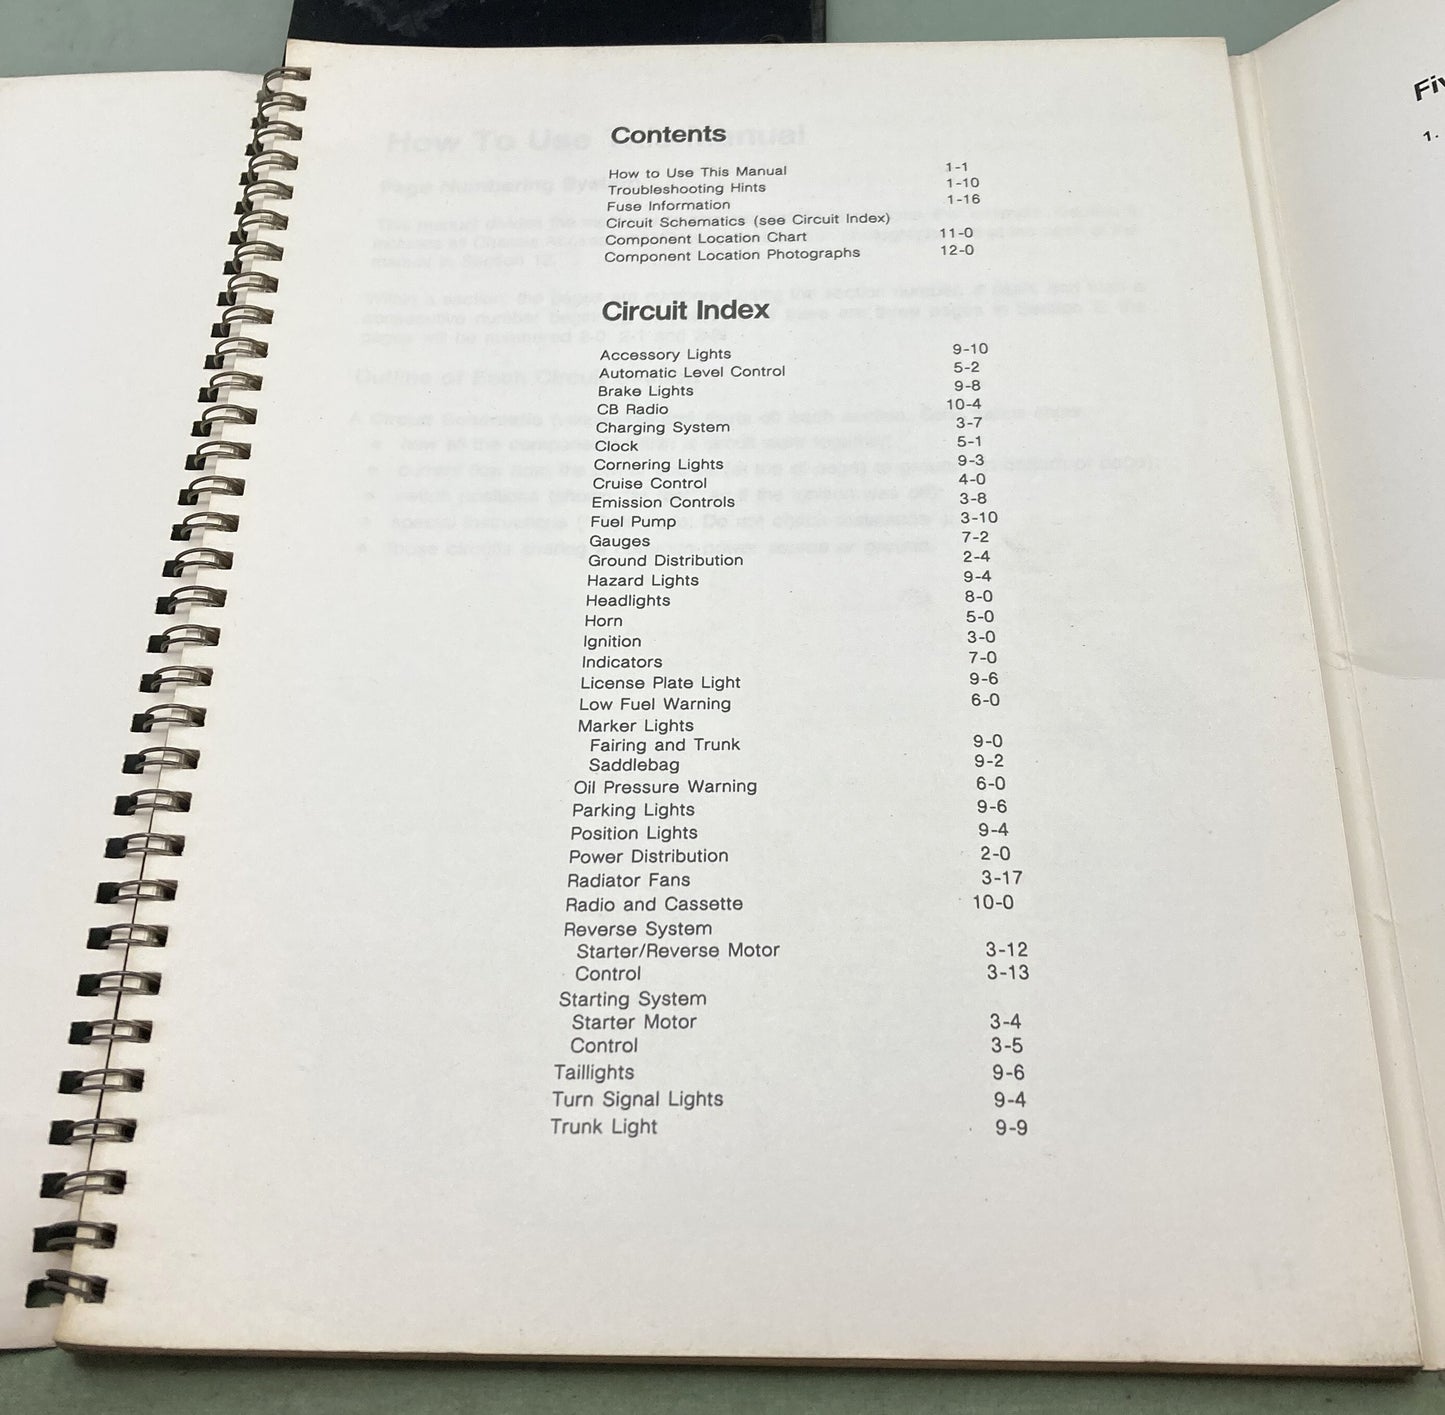 Contents
How to Use This Manual 1-1
Troubleshooting Hints 1-10
Fuse Information 1-16
Circuit Schematics (see Circuit Index)
Component Location Chart 11-0
Component Location Photographs 12-0
Circuit Index
Accessory Lights 9-10
Automatic Level Control 5-2
Brake Lights 9-8
CB Radio 10-4
Charging System 3-7
Clock 5-1
Cornering Lights 9-3
Cruise Control 4-0
Emission Controls 3-8
Fuel Pump 3-10
Gauges 7-2
Ground Distribution 2-4
Hazard Lights 9-4
Headlights 8-0
Horn 5-0
Ignition 3-0
Indicators 7-0
License Plate Light 9-6
Low Fuel Warning 6-0
Marker Lights
Fairing and Trunk 9-0
Saddlebag 9-2
Oil Pressure Warning 6-0
Parking Lights 9-6
Position Lights 9-4
Power Distribution 2-0
Radiator Fans 3-17
Radio and Cassette 10-0
Reverse System
Starter/Reverse Motor 3-12
Control 3-13
Starting System
Starter Motor 3-4
Control 3-5
Taillights 9-6
Turn Signal Lights 9-4
Trunk Light 9-9
1.